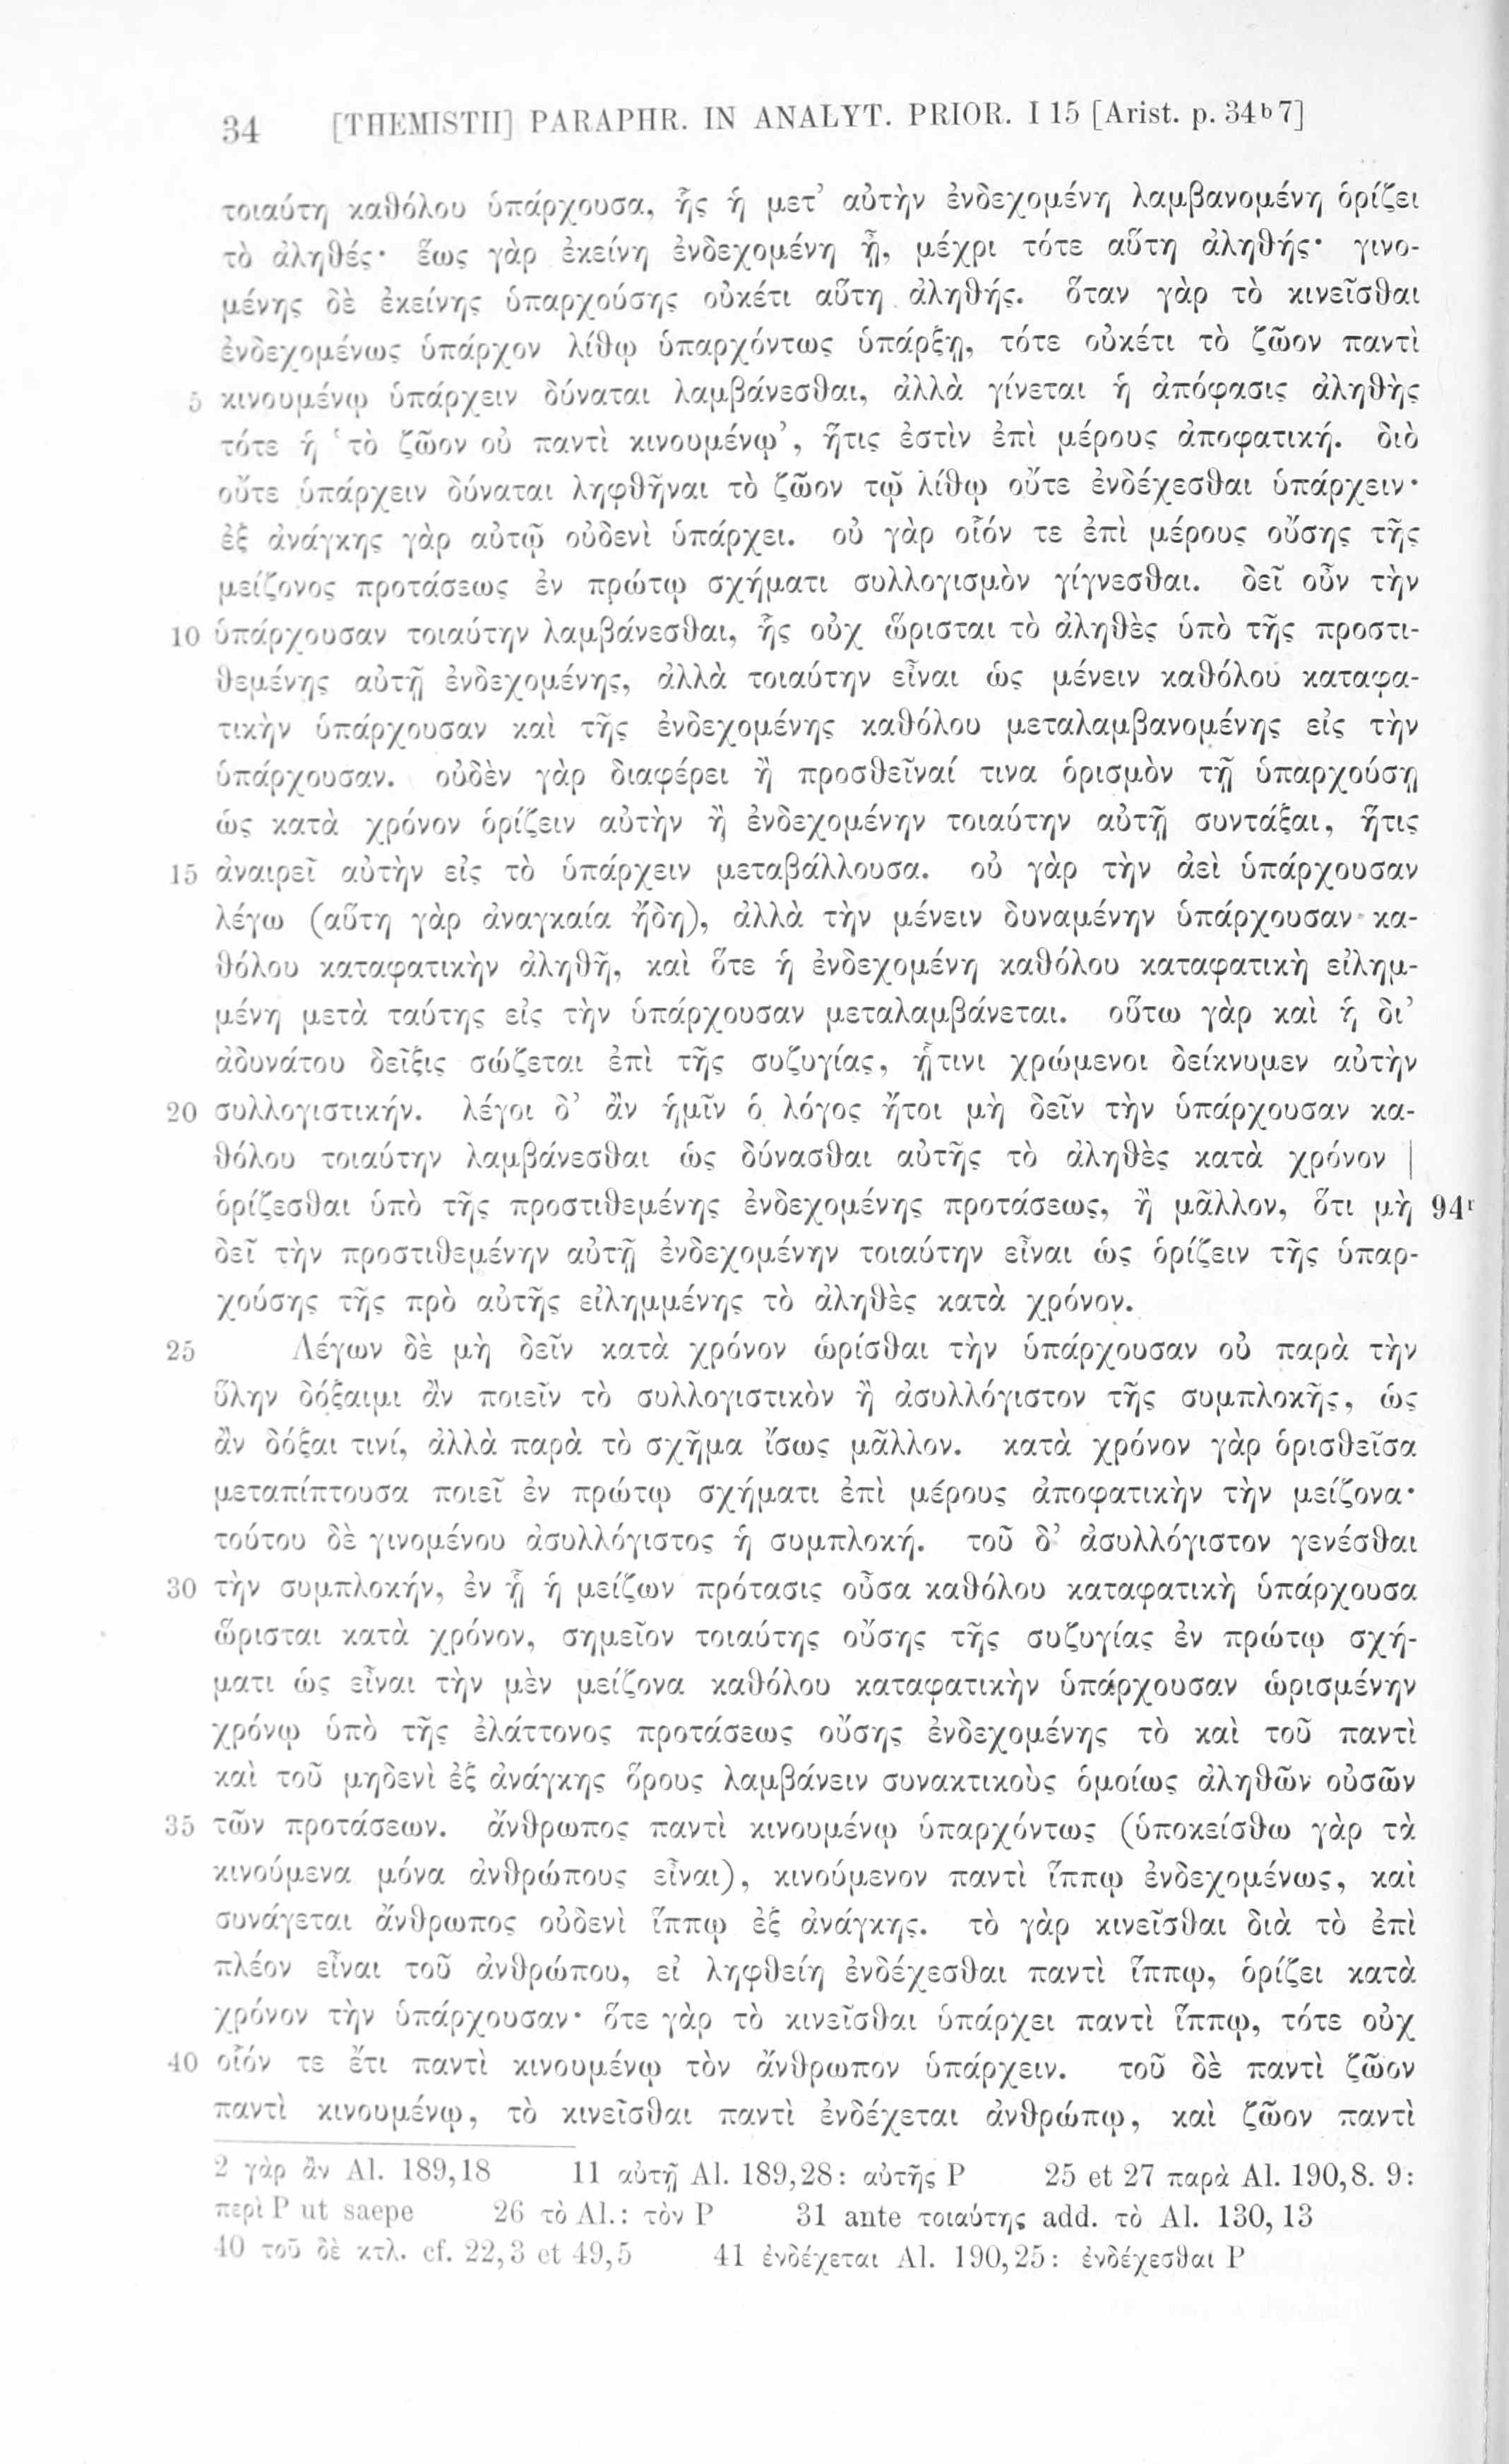 34 [THEMISTII] PARAPHR. IN ANALYT. PRIOR. I 15 [Arist. p. 34b7]
τοιαύτη καθόλου ὑπάρχουσα, ἧς ἡ μετ’ αὐτὴν ἐνδεχομένη λαμβανομένη ὁρίζει
τὸ ἀληθές· ἕως γὰρ ἐκείνη ἐνδεχομένη ᾖ, μέχρι τότε αὕτη ἀληθής· γινο-
μένης δὲ ἐκείνης ὑπαρχούσης οὐκέτι αὕτη ἀληθής. ὅταν γὰρ τὸ κινεῖσθαι
ἐνδεχομένως ὑπάρχον λίθῳ ὑπαρχόντως ὑπάρξῃ, τότε οὐκέτι τὸ ζῶον παντὶ
5 κινουμένῳ ὑπάρχειν δύναται λαμβάνεσθαι, ἀλλὰ γίνεται ἡ ἀπόφασις ἀληθὴς
τότε ἡ ‘τὸ ζῶον οὐ παντὶ κινουμένῳ’, ἥτις ἐστὶν ἐπὶ μέρους ἀποφατική. διὸ
οὔτε ὑπάρχειν δύναται ληφθῆναι τὸ ζῶον τῷ λίθῳ οὔτε ἐνδέχεσθαι ὑπάρχειν·
ἐξ ἀνάγκης γὰρ αὐτῷ οὐδενὶ ὑπάρχει. οὐ γὰρ οἷόν τε ἐπὶ μέρους οὔσης τῆς
μείζονος προτάσεως ἐν πρώτῳ σχήματι συλλογισμὸν γίγνεσθαι. δεῖ οὖν τὴν
10 ὑπάρχουσαν τοιαύτην λαμβάνεσθαι, ἧς οὐχ ὥρισται τὸ ἀληθὲς ὑπὸ τῆς προστι-
θεμένης αὐτῇ ἐνδεχομένης, ἀλλὰ τοιαύτην εἶναι ὡς μένειν καθόλου καταφα-
τικὴν ὑπάρχουσαν καὶ τῆς ἐνδεχομένης καθόλου μεταλαμβανομένης εἰς τὴν
ὑπάρχουσαν. οὐδὲν γὰρ διαφέρει ἢ προσθεῖναί τινα ὁρισμὸν τῇ ὑπαρχούσῃ
ὡς κατὰ χρόνον ὁρίζειν αὐτὴν ἢ ἐνδεχομένην τοιαύτην αὐτῇ συντάξαι, ἥτις
15 ἀναιρεῖ αὐτὴν εἰς τὸ ὑπάρχειν μεταβάλλουσα. οὐ γὰρ τὴν ἀεὶ ὑπάρχουσαν
λέγω (αὕτη γὰρ ἀναγκαία ἤδη), ἀλλὰ τὴν μένειν δυναμένην ὑπάρχουσαν κα-
θόλου καταφατικὴν ἀληθῆ, καὶ ὅτε ἡ ἐνδεχομένη καθόλου καταφατικὴ εἰλημ-
μένη μετὰ ταύτης εἰς τὴν ὑπάρχουσαν μεταλαμβάνεται. οὕτω γὰρ καὶ ἡ δι’
ἀδυνάτου δεῖξις σώζεται ἐπὶ τῆς συζυγίας, ᾗτινι χρώμενοι δείκνυμεν αὐτὴν
20 συλλογιστικήν. λέγοι δ’ ἂν ἡμῖν ὁ λόγος ἤτοι μὴ δεῖν τὴν ὑπάρχουσαν κα-
θόλου τοιαύτην λαμβάνεσθαι ὡς δύνασθαι αὐτῆς τὸ ἀληθὲς κατὰ χρόνον |
ὁρίζεσθαι ὑπὸ τῆς προστιθεμένης ἐνδεχομένης προτάσεως, ἢ μᾶλλον, ὅτι μὴ 94r
δεῖ τὴν προστιθεμένην αὐτῇ ἐνδεχομένην τοιαύτην εἶναι ὡς ὁρίζειν τῆς ὑπαρ-
χούσης τῆς πρὸ αὐτῆς εἰλημμένης τὸ ἀληθὲς κατὰ χρόνον.
25 Λέγων δὲ μὴ δεῖν κατὰ χρόνον ὡρίσθαι τὴν ὑπάρχουσαν οὐ παρὰ τὴν
ὕλην δόξαιμι ἂν ποιεῖν τὸ συλλογιστικὸν ἢ ἀσυλλόγιστον τῆς συμπλοκῆς, ὡς
ἂν δόξαι τινί, ἀλλὰ παρὰ τὸ σχῆμα ἴσως μᾶλλον. κατὰ χρόνον γὰρ ὁρισθεῖσα
μεταπίπτουσα ποιεῖ ἐν πρώτῳ σχήματι ἐπὶ μέρους ἀποφατικὴν τὴν μείζονα·
τούτου δὲ γινομένου ἀσυλλόγιστος ἡ συμπλοκή. τοῦ δ’ ἀσυλλόγιστον γενέσθαι
30 τὴν συμπλοκήν, ἐν ᾗ ἡ μείζων πρότασις οὖσα καθόλου καταφατικὴ ὑπάρχουσα
ὥρισται κατὰ χρόνον, σημεῖον τοιαύτης οὔσης τῆς συζυγίας ἐν πρώτῳ σχή-
ματι ὡς εἶναι τὴν μὲν μείζονα καθόλου καταφατικὴν ὑπάρχουσαν ὡρισμένην
χρόνῳ ὑπὸ τῆς ἐλάττονος προτάσεως οὔσης ἐνδεχομένης τὸ καὶ τοῦ παντὶ
καὶ τοῦ μηδενὶ ἐξ ἀνάγκης ὅρους λαμβάνειν συνακτικοὺς ὁμοίως ἀληθῶν οὐσῶν
35 τῶν προτάσεων. ἄνθρωπος παντὶ κινουμένῳ ὑπαρχόντως (ὑποκείσθω γὰρ τὰ
κινούμενα μόνα ἀνθρώπους εἶναι), κινούμενον παντὶ ἵππῳ ἐνδεχομένως, καὶ
συνάγεται ἄνθρωπος οὐδενὶ ἵππῳ ἐξ ἀνάγκης. τὸ γὰρ κινεῖσθαι διὰ τὸ ἐπὶ
πλέον εἶναι τοῦ ἀνθρώπου, εἰ ληφθείη ἐνδέχεσθαι παντὶ ἵππῳ, ὁρίζει κατὰ
χρόνον τὴν ὑπάρχουσαν· ὅτε γὰρ τὸ κινεῖσθαι ὑπάρχει παντὶ ἵππῳ, τότε οὐχ
40 οἷόν τε ἔτι παντὶ κινουμένῳ τὸν ἄνθρωπον ὑπάρχειν. τοῦ δὲ παντὶ ζῶον
παντὶ κινουμένῳ, τὸ κινεῖσθαι παντὶ ἐνδέχεται ἀνθρώπῳ, καὶ ζῶον παντὶ
2 γὰρ ἂν Al. 189,18 11 αὐτῇ Al. 189,28: αὐτῆς P 25 et 27 παρὰ Al. 190,8. 9:
περὶ P ut saepe 26 τὸ Al.: τὸν P 31 ante τοιαύτης add. τὸ Al. 130,13
40 τοῦ δὲ κτλ. cf. 22,3 et 49,5 41 ἐνδέχεται Al. 190,25: ἐνδέχεσθαι P